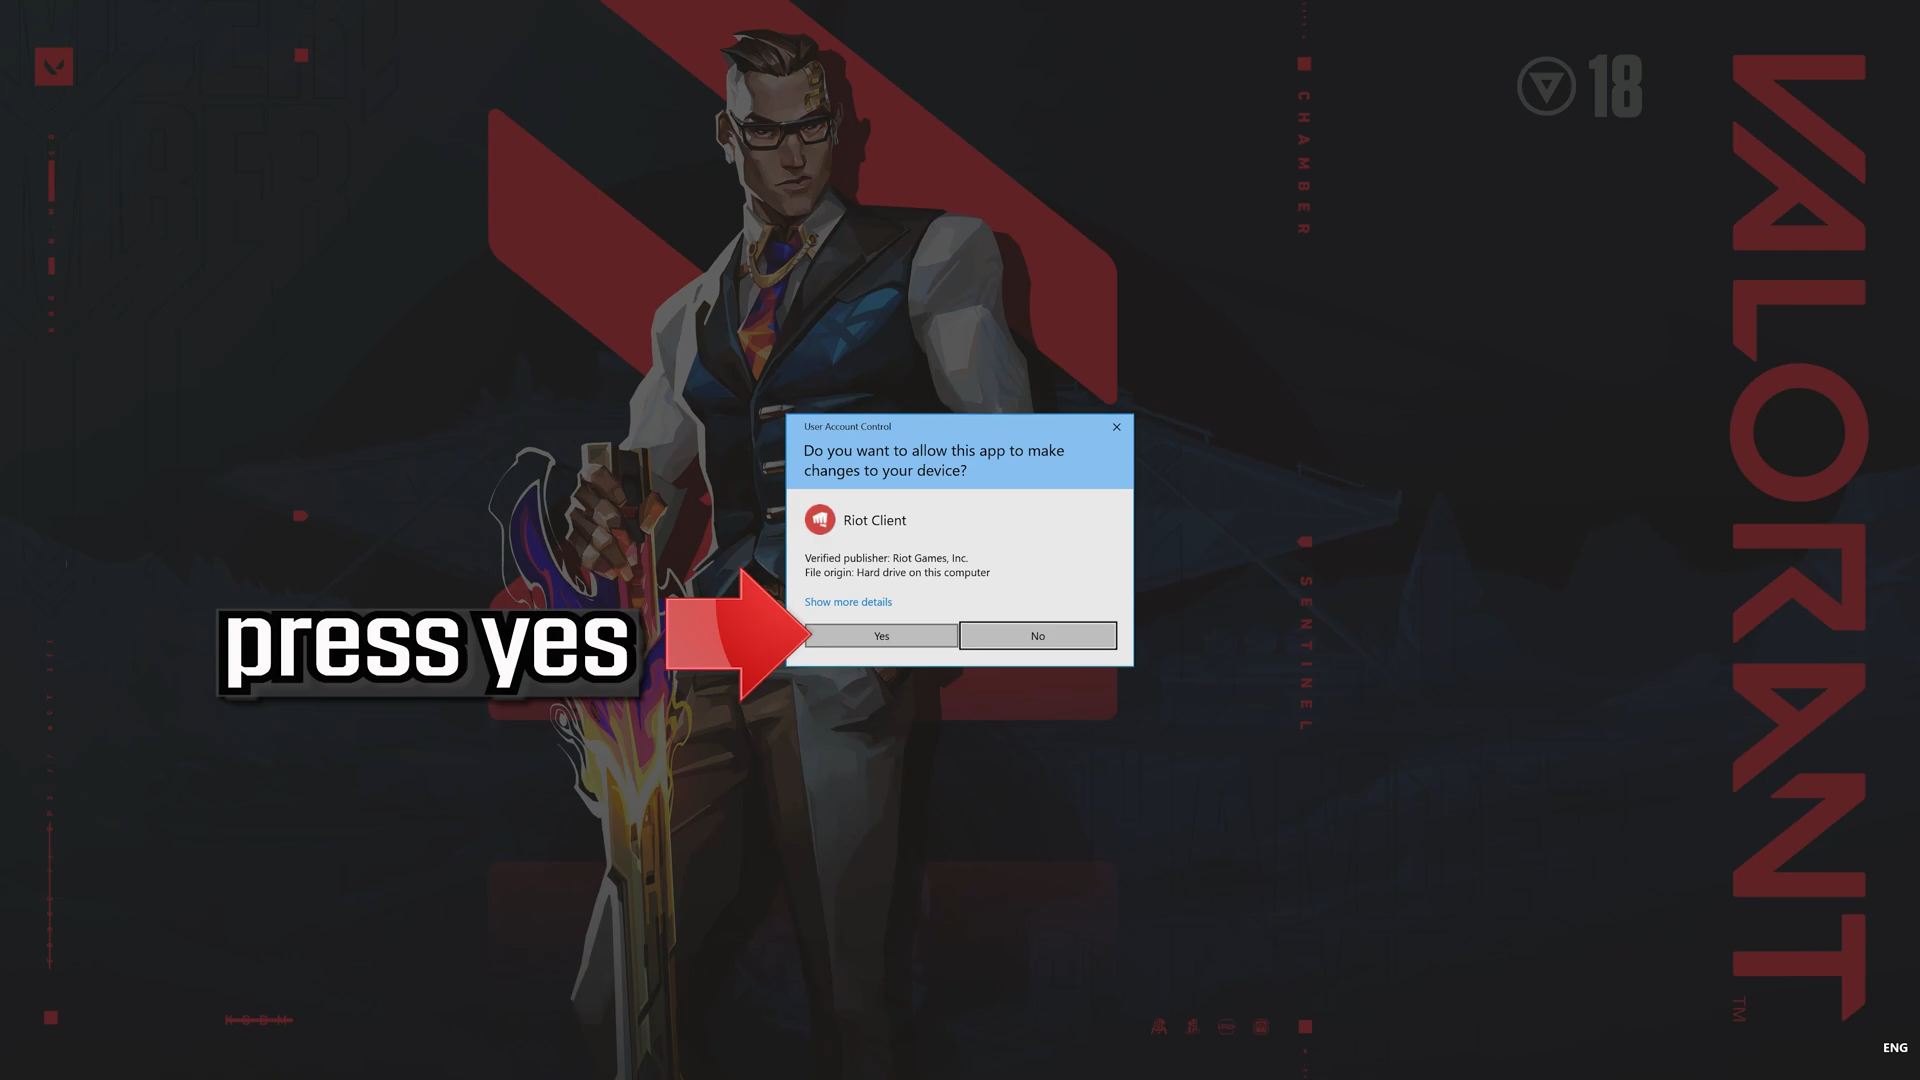 18
VALORANT
TM
CHAMBER
SENTINEL
User Account Control
Do you want to allow this app to make
changes to your device?
Riot Client
Verified publisher: Riot Games, Inc.
File origin: Hard drive on this computer
Show more details
Yes
No
press yes
ENG